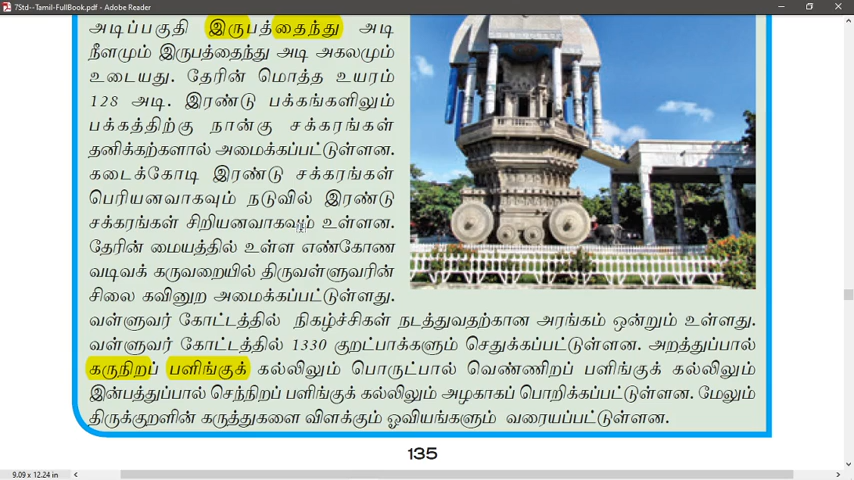 7Std--Tamil-FullBook.pdf - Adobe Reader
அடிப்பகுதி இருபத்தைந்து அடி
நீளமும் இருபத்தைந்து அடி அகலமும்
உடையது. தேரின் மொத்த உயரம்
128 அடி. இரண்டு பக்கங்களிலும்
பக்கத்திற்கு நான்கு சக்கரங்கள்
தனிக்கற்களால் அமைக்கப்பட்டுள்ளன.
கடைக்கோடி இரண்டு சக்கரங்கள்
பெரியனவாகவும் நடுவில் இரண்டு
சக்கரங்கள் சிறியனவாகவும் உள்ளன.
தேரின் மையத்தில் உள்ள எண்கோண
வடிவக் கருவறையில் திருவள்ளுவரின்
சிலை கவினுற அமைக்கப்பட்டுள்ளது.
வள்ளுவர் கோட்டத்தில் நிகழ்ச்சிகள் நடத்துவதற்கான அரங்கம் ஒன்றும் உள்ளது.
வள்ளுவர் கோட்டத்தில் 1330 குறட்பாக்களும் செதுக்கப்பட்டுள்ளன. அறத்துப்பால்
கருநிறப் பளிங்குக் கல்லிலும் பொருட்பால் வெண்ணிறப் பளிங்குக் கல்லிலும்
இன்பத்துப்பால் செந்நிறப் பளிங்குக் கல்லிலும் அழகாகப் பொறிக்கப்பட்டுள்ளன. மேலும்
திருக்குறளின் கருத்துகளை விளக்கும் ஓவியங்களும் வரையப்பட்டுள்ளன.
135
9.09 x 12.24 in